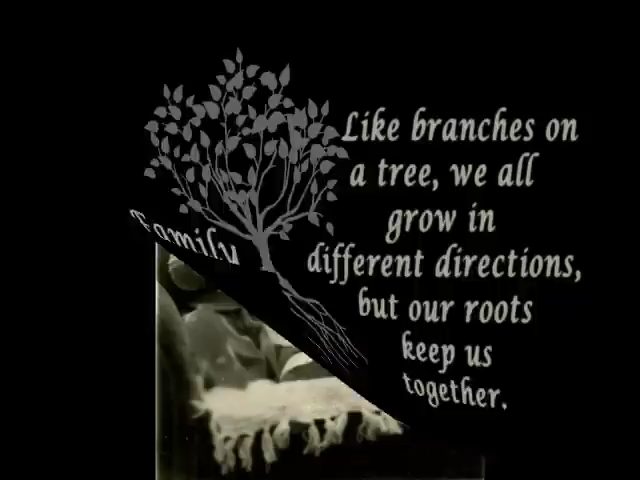 Like branches on
a tree, we all
grow in
different directions,
but our roots
keep us
together.
Family